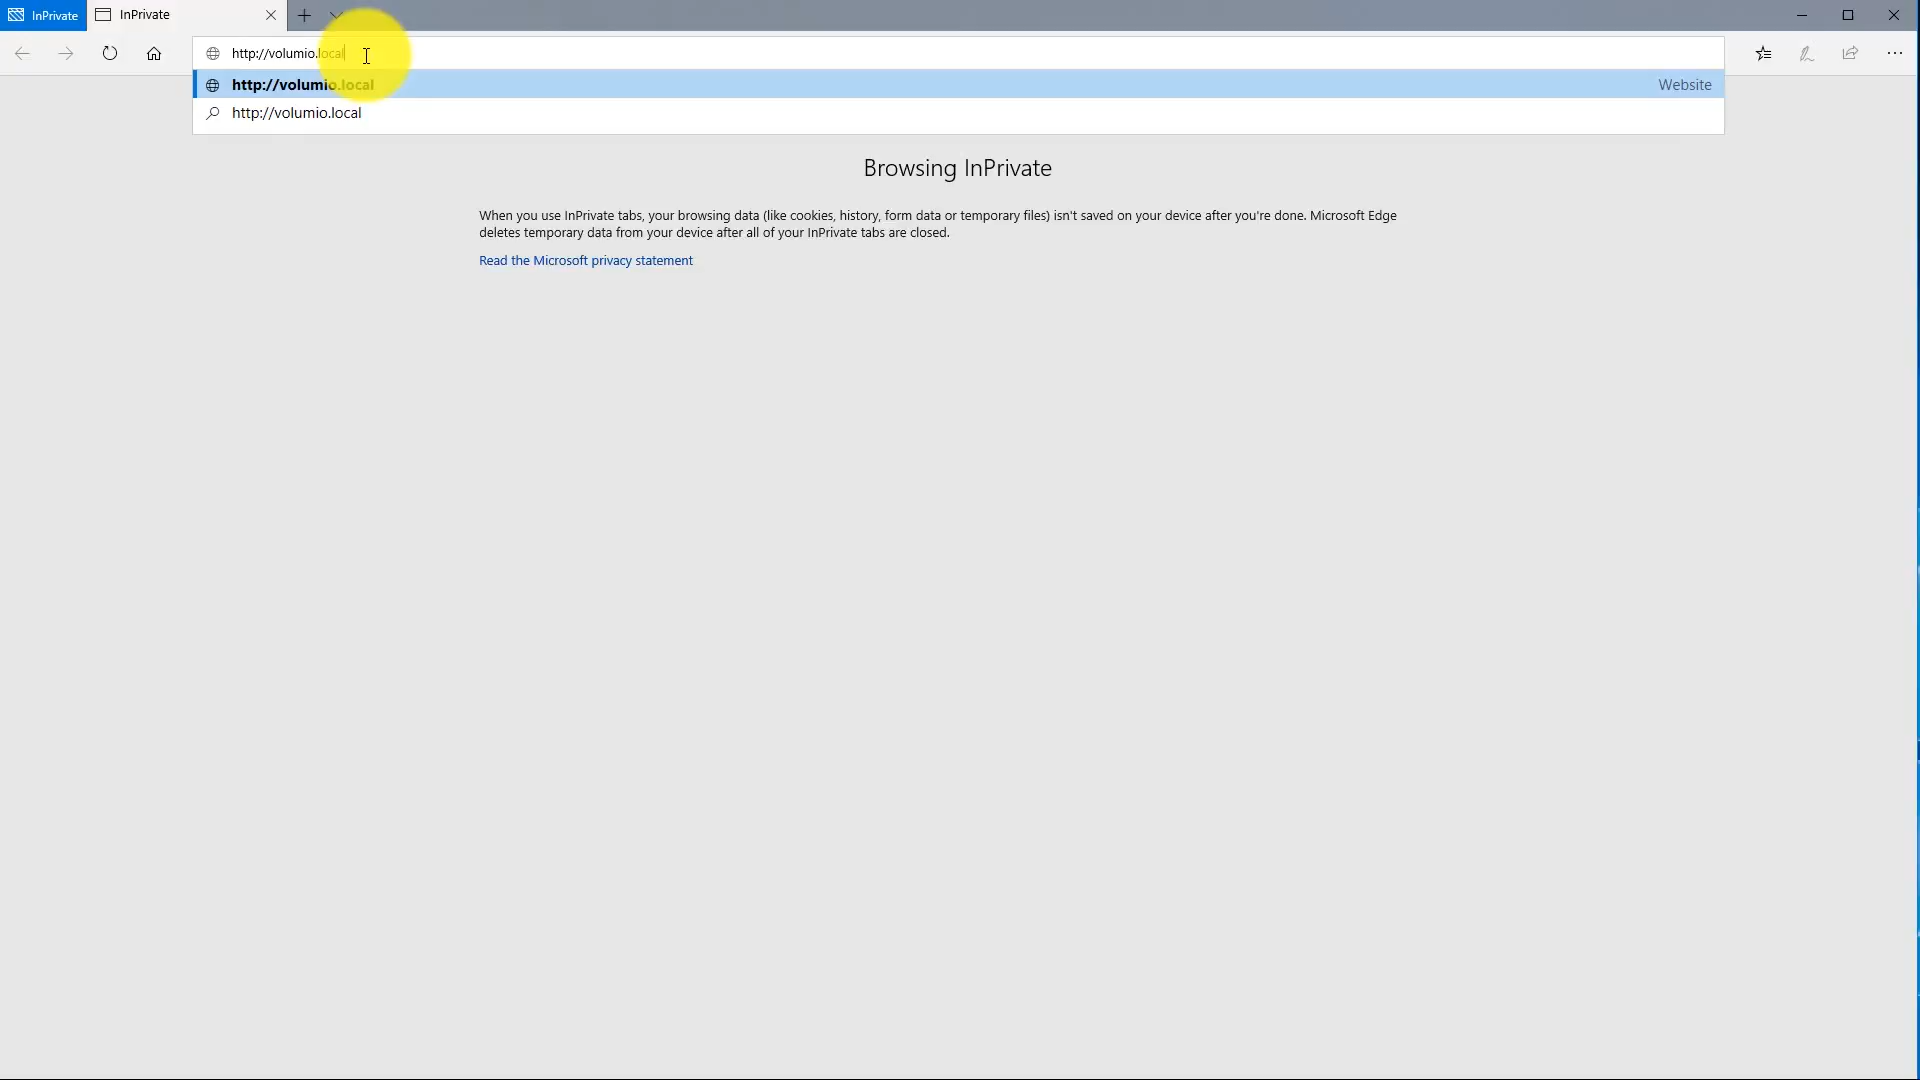 InPrivate
InPrivate
http://volumio.local
http://volumio.local Website
http://volumio.local
Browsing InPrivate
When you use InPrivate tabs, your browsing data (like cookies, history, form data or temporary files) isn't saved on your device after you're done. Microsoft Edge
deletes temporary data from your device after all of your InPrivate tabs are closed.
Read the Microsoft privacy statement